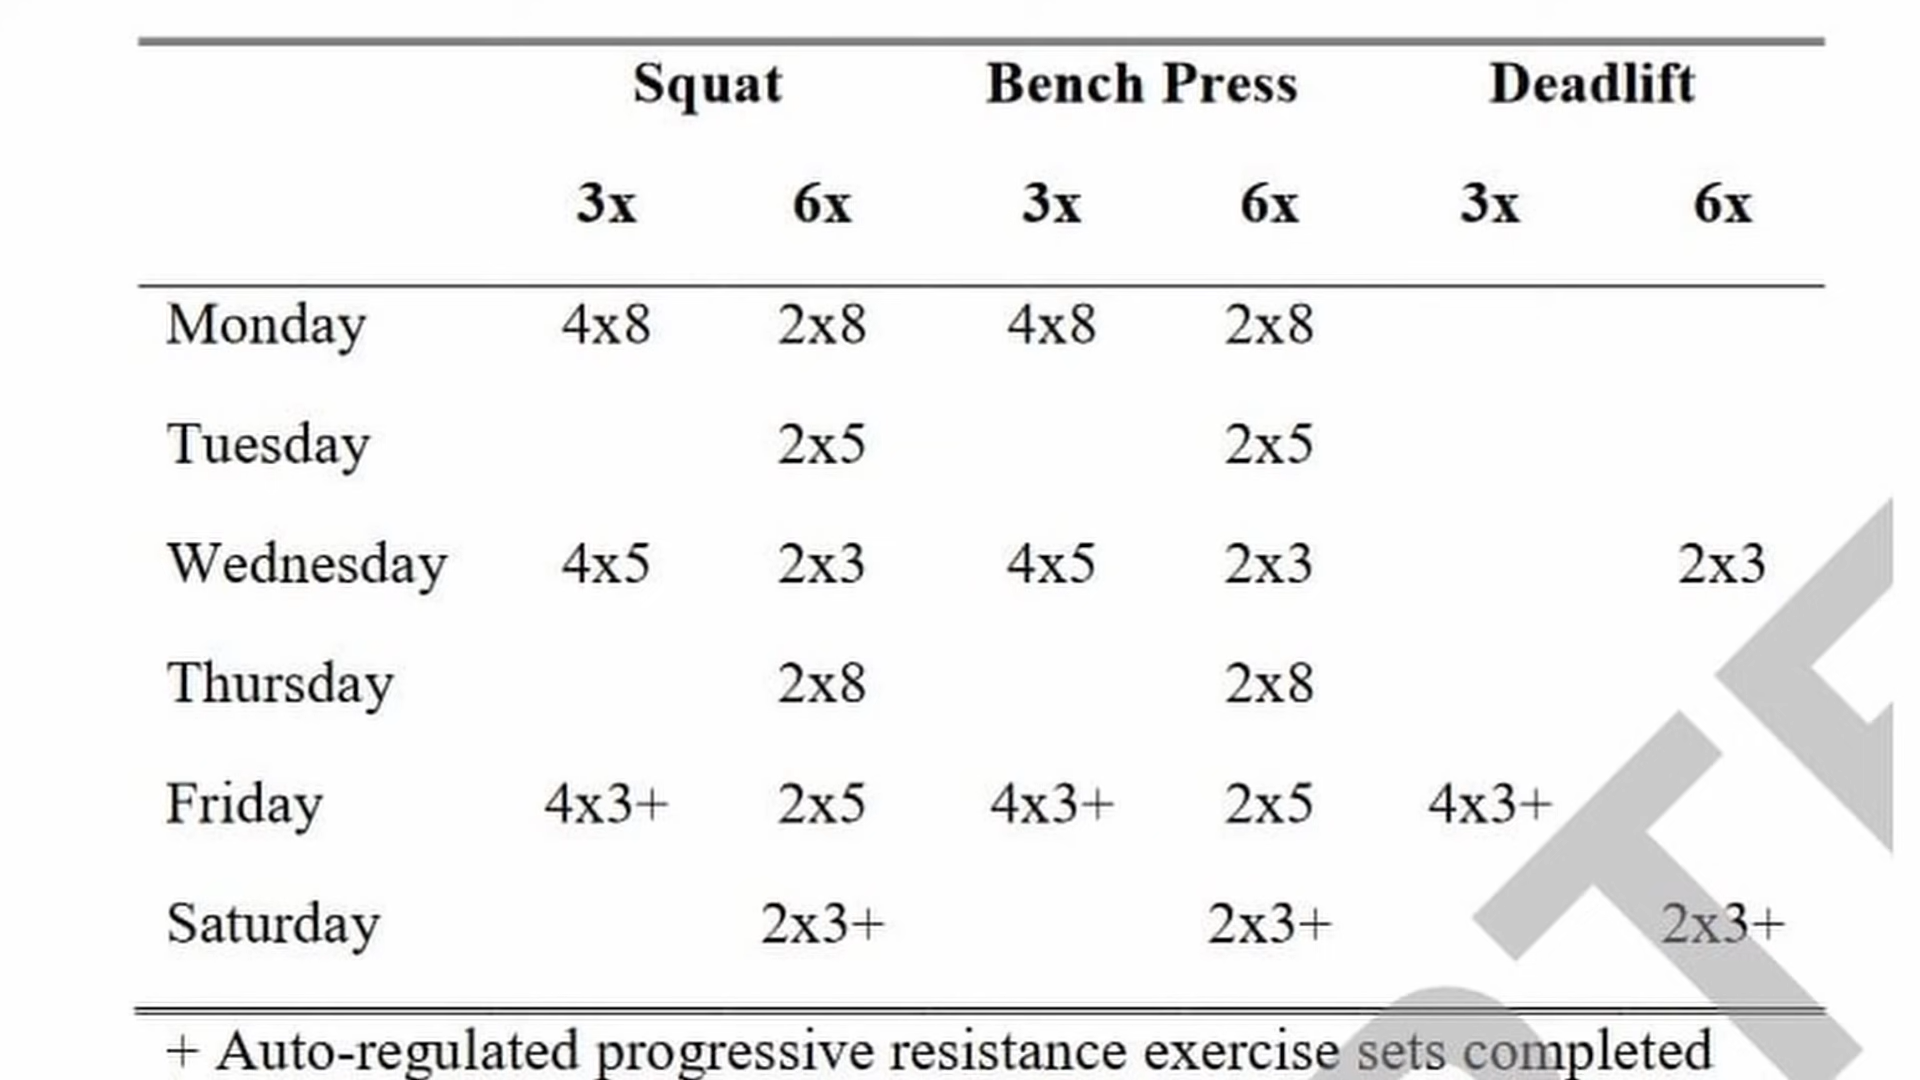 Squat Bench Press Deadlift
3x 6x 3x 6x 3x 6x
Monday 4x8 2x8 4x8 2x8
Tuesday 2x5 2x5
Wednesday 4x5 2x3 4x5 2x3 2x3
Thursday 2x8 2x8
Friday 4x3+ 2x5 4x3+ 2x5 4x3+
Saturday 2x3+ 2x3+ 2x3+
+ Auto-regulated progressive resistance exercise sets completed